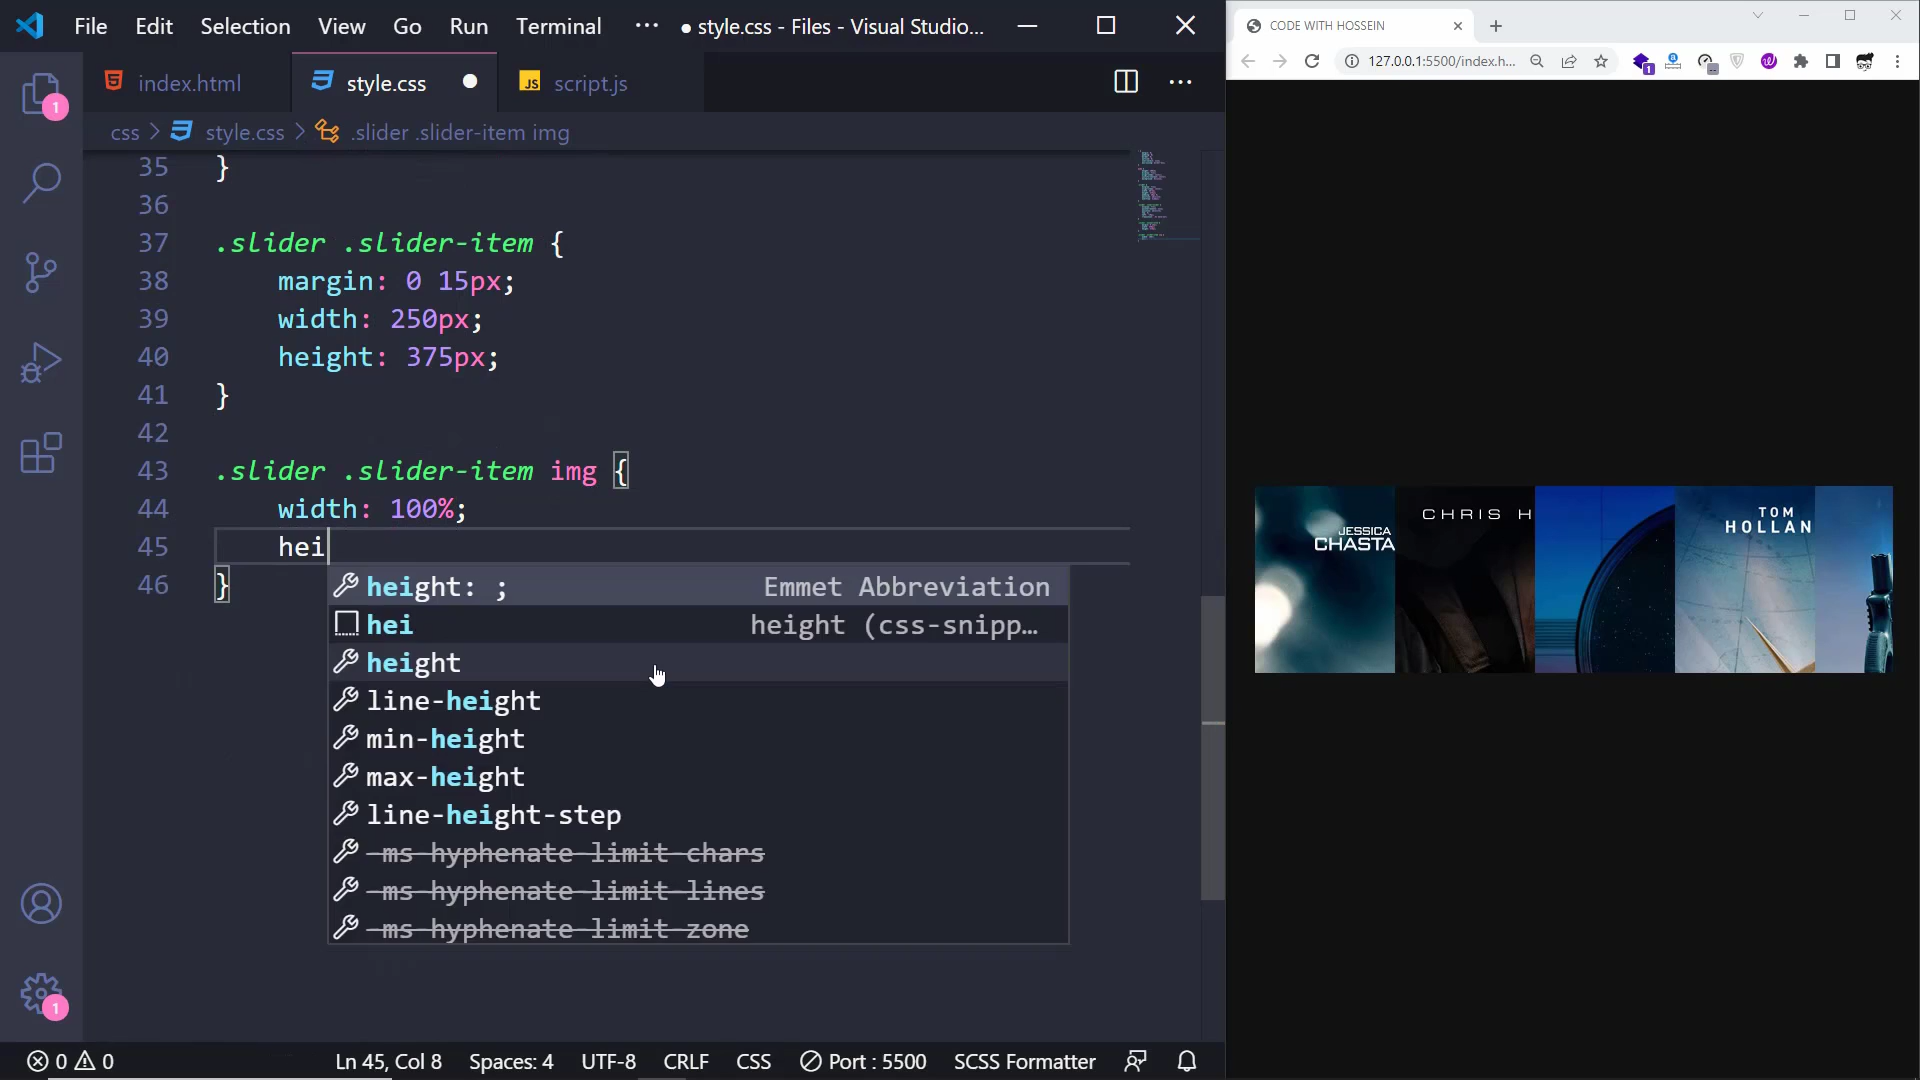 File Edit Selection View Go Run Terminal ··· ● style.css - Files - Visual Studio...
index.html style.css script.js
css > style.css > .slider .slider-item img
35 }
36
37 .slider .slider-item {
38 margin: 0 15px;
39 width: 250px;
40 height: 375px;
41 }
42
43 .slider .slider-item img {
44 width: 100%;
45 hei
46 }
height: ; Emmet Abbreviation
hei height (css-snipp...
height
line-height
min-height
max-height
line-height-step
-ms-hyphenate-limit-chars
-ms-hyphenate-limit-lines
-ms-hyphenate-limit-zone
1
1
0 0 Ln 45, Col 8 Spaces: 4 UTF-8 CRLF CSS Port : 5500 SCSS Formatter
CODE WITH HOSSEIN
127.0.0.1:5500/index.h...
1
JESSICA
CHASTA
CHRIS H
TOM
HOLLAN